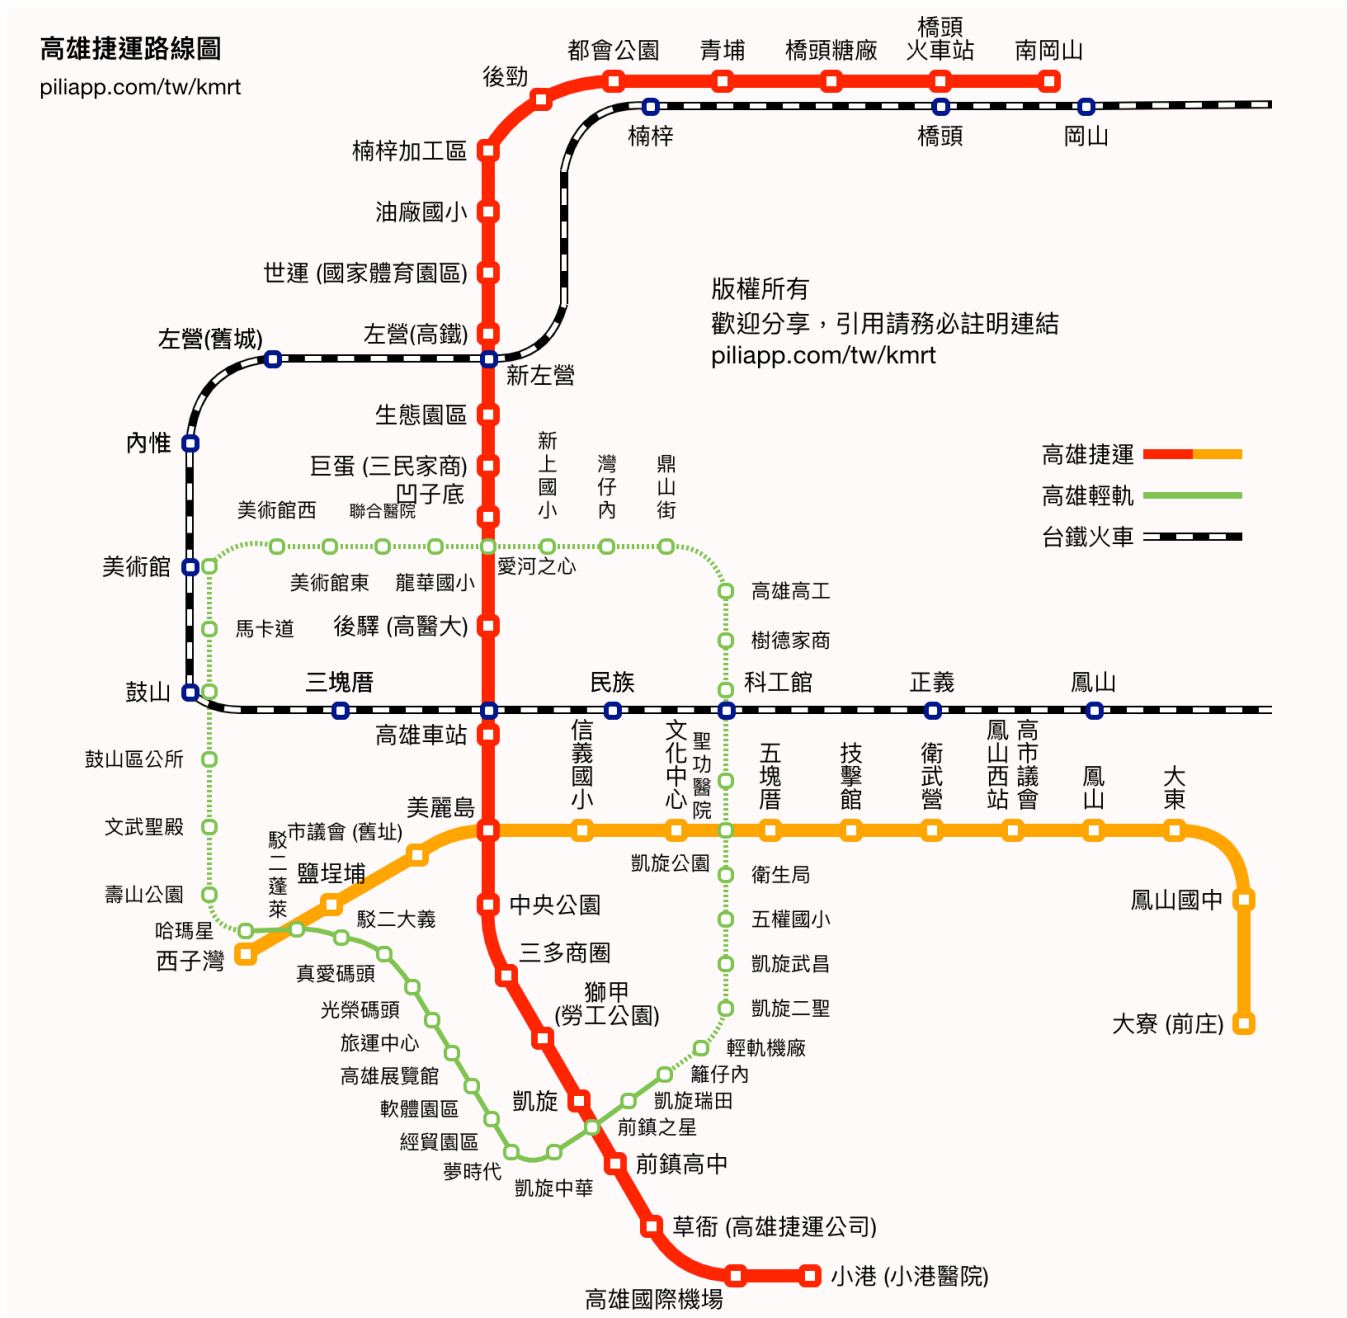 高雄捷運路線圖
piliapp.com/tw/kmrt
橋頭
火車站
都會公園
青埔
橋頭糖廠
南岡山
後勁
楠梓
橋頭
岡山
楠梓加工區
油廠國小
世運 (國家體育園區)
版權所有
歡迎分享，引用請務必註明連結
piliapp.com/tw/kmrt
左營(舊城)
左營(高鐵)
新左營
生態園區
內惟
巨蛋 (三民家商)
凹子底
新上國小
灣仔內
鼎山街
高雄捷運
高雄輕軌
台鐵火車
美術館西
聯合醫院
美術館
美術館東
龍華國小
愛河之心
高雄高工
馬卡道
後驛 (高醫大)
樹德家商
鼓山
三塊厝
民族
科工館
正義
鳳山
高雄車站
信義國小
文化中心
聖功醫院
五塊厝
技擊館
衛武營
鳳山西站
高市議會
鳳山
大東
鼓山區公所
美麗島
文武聖殿
市議會 (舊址)
駁二蓬萊
鹽埕埔
凱旋公園
衛生局
壽山公園
中央公園
鳳山國中
哈瑪星
駁二大義
五權國小
西子灣
三多商圈
真愛碼頭
凱旋武昌
獅甲
(勞工公園)
光榮碼頭
凱旋二聖
大寮 (前庄)
旅運中心
輕軌機廠
高雄展覽館
籬仔內
軟體園區
凱旋
凱旋瑞田
經貿園區
前鎮之星
夢時代
前鎮高中
凱旋中華
草衙 (高雄捷運公司)
小港 (小港醫院)
高雄國際機場